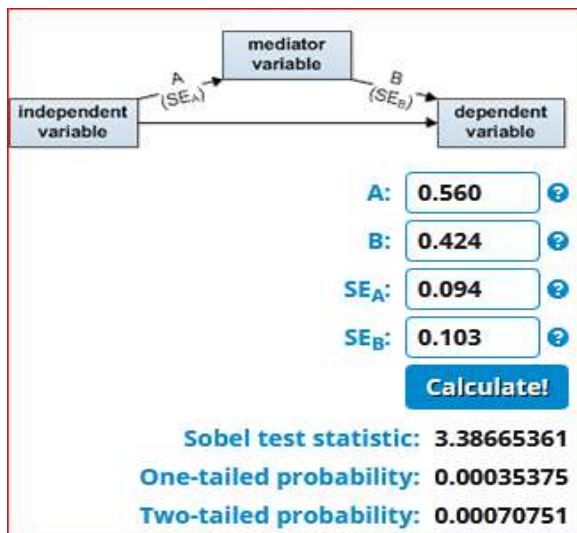 mediator
variable
A
(SEA)
B
(SEB)
independent
variable
dependent
variable
A: 0.560 ?
B: 0.424 ?
SEA: 0.094 ?
SEB: 0.103 ?
Calculate!
Sobel test statistic: 3.38665361
One-tailed probability: 0.00035375
Two-tailed probability: 0.00070751